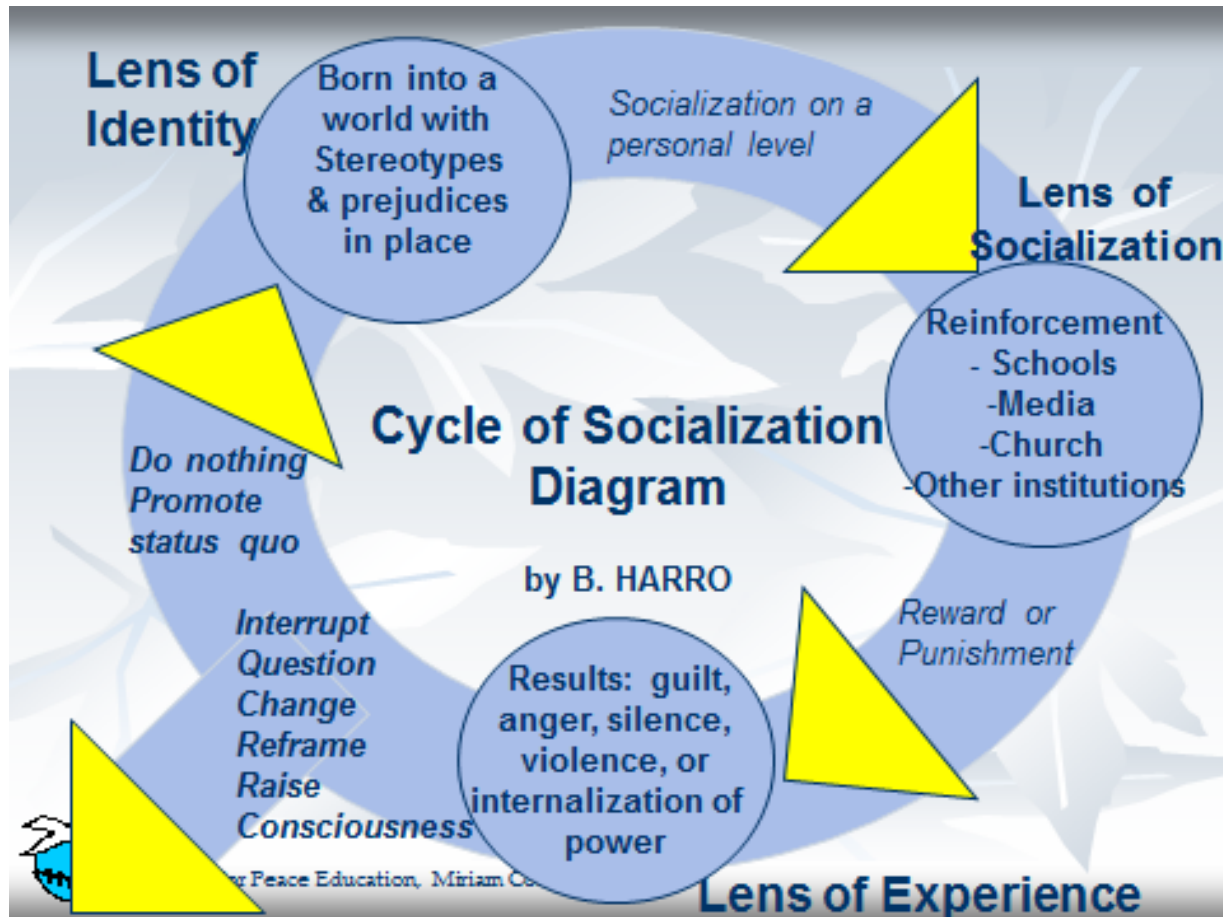 Lens of
Identity
Born into a
world with
Stereotypes
& prejudices
in place
Socialization on a
personal level
Lens of
Socialization
Reinforcement
- Schools
-Media
-Church
-Other institutions
Cycle of Socialization
Diagram
by B. HARRO
Reward or
Punishment
Results: guilt,
anger, silence,
violence, or
internalization of
power
Lens of Experience
Do nothing
Promote
status quo
Interrupt
Question
Change
Reframe
Raise
Consciousness
Peace Education, Miriam